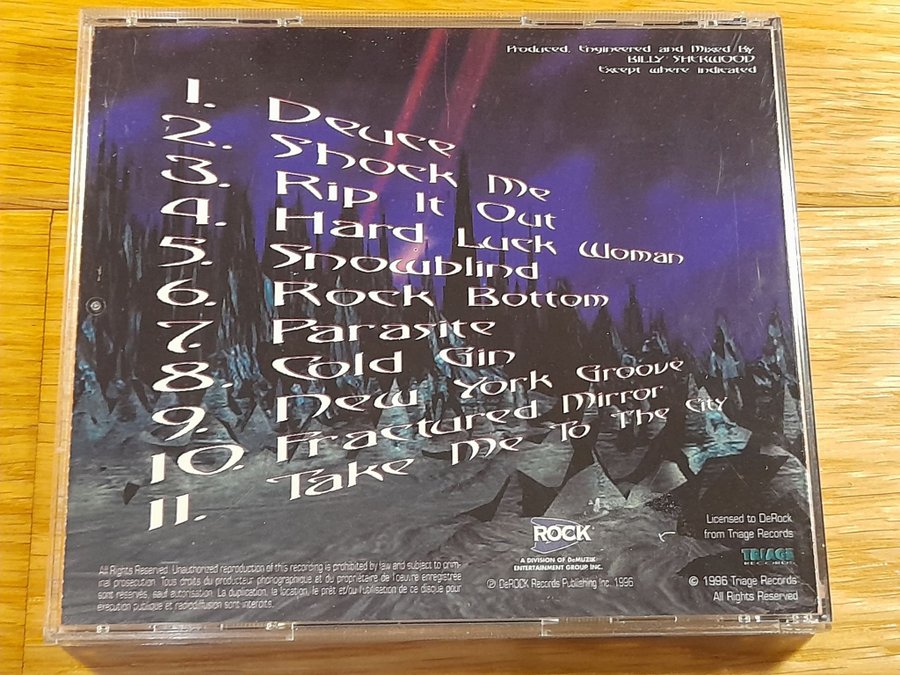 Produced, Engineered and Mixed By
BILLY SHERWOOD
Except where indicated
1. Deuce
2. Shock Me
3. Rip It Out
4. Hard Luck Woman
5. Snowblind
6. Rock Bottom
7. Parasite
8. Cold Gin
9. New York Groove
10. Fractured Mirror
11. Take Me To The City
ROCK
A DIVISION OF DeMUZIK
ENTERTAINMENT GROUP INC.
Licensed to DeRock
from Triage Records
TRIAGE
RECORDS
All Rights Reserved. Unauthorized reproduction of this recording is prohibited by law and subject to crim-
inal prosecution. Tous droits du producteur phonographique et du propriétaire de l'oeuvre enregistrée
sont réservés, sauf autorisation. La duplication, la location, le prêt et/ou l'utilisation de ce disque pour
exécution publique et radiodiffusion sont interdits.
℗ DeROCK Records Publishing Inc. 1996
© 1996 Triage Records
All Rights Reserved